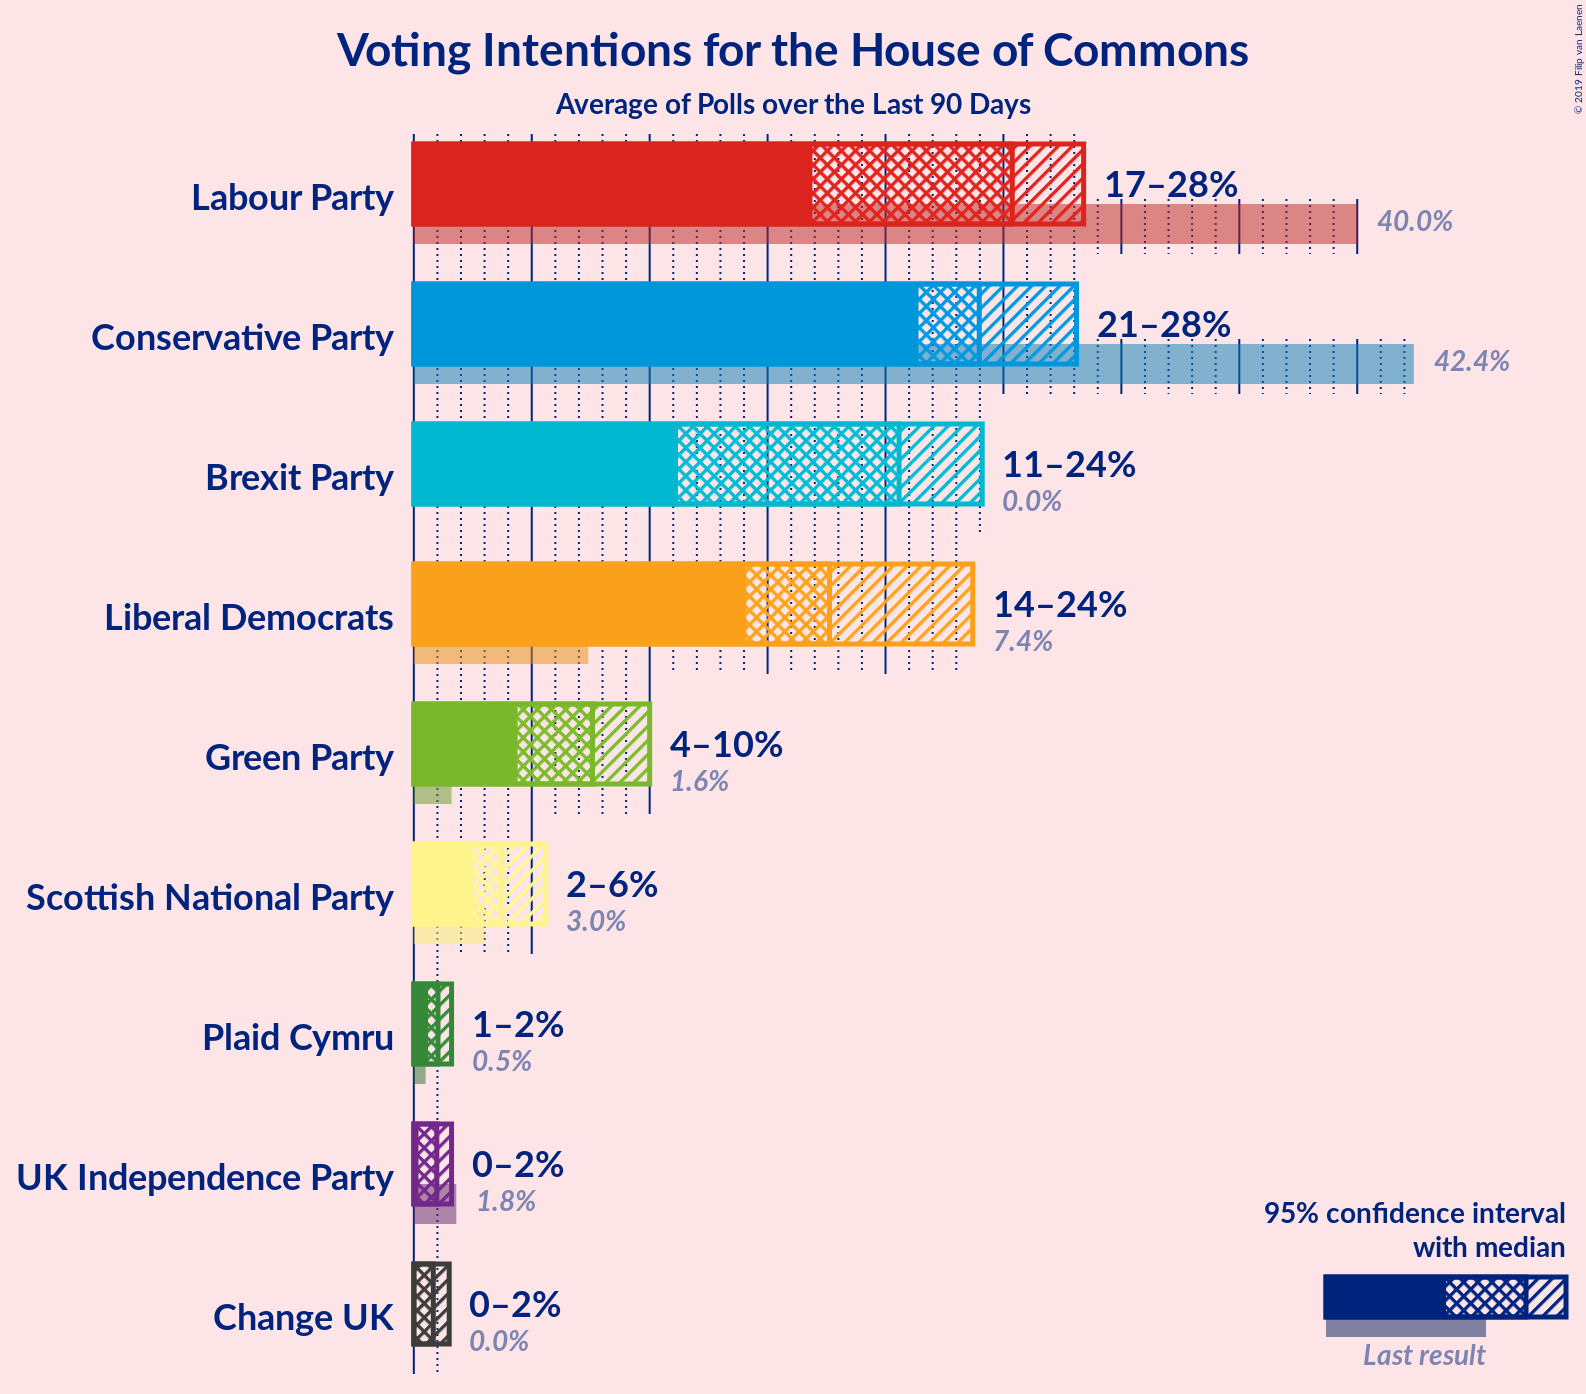 Voting Intentions for the House of Commons
Average of Polls over the Last 90 Days
© 2019 Filip van Laenen
Labour Party
17–28%
40.0%
Conservative Party
21–28%
42.4%
Brexit Party
11–24%
0.0%
Liberal Democrats
14–24%
7.4%
Green Party
4–10%
1.6%
Scottish National Party
2–6%
3.0%
Plaid Cymru
1–2%
0.5%
UK Independence Party
0–2%
1.8%
Change UK
0–2%
0.0%
95% confidence interval
with median
Last result